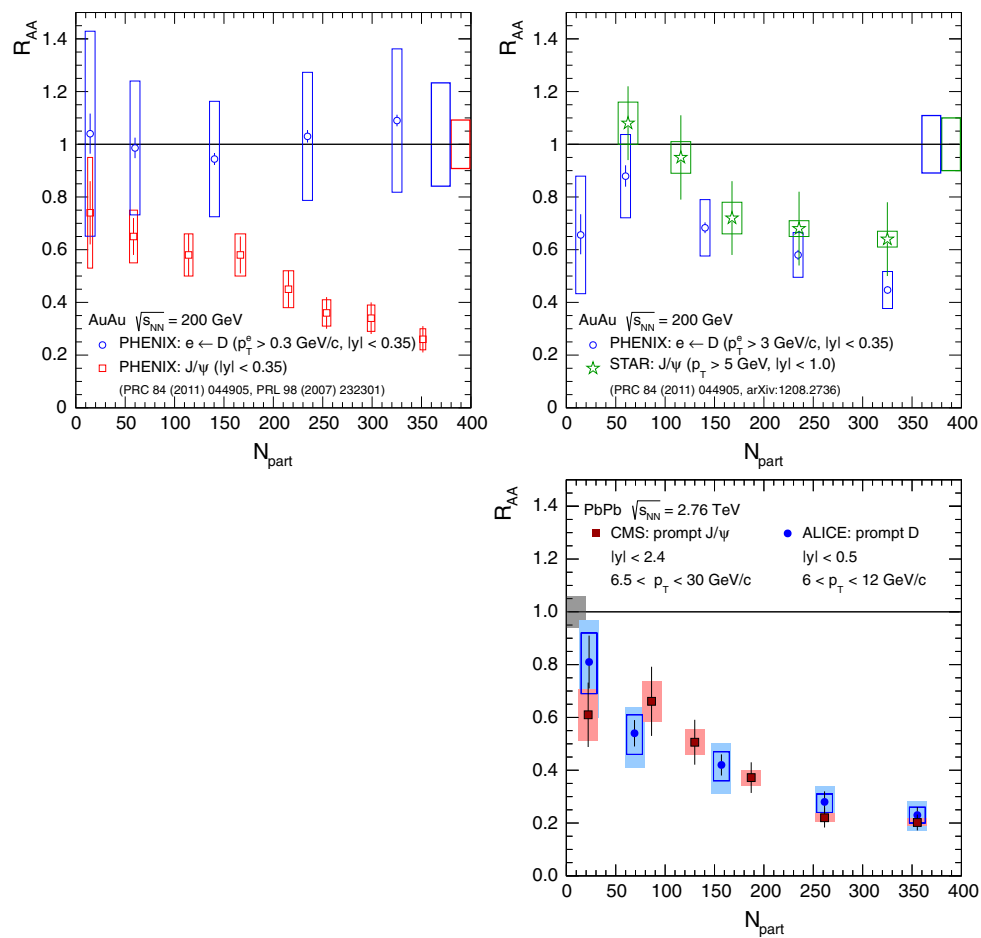 R_AA
1.4
1.2
1
0.8
0.6
0.4
0.2
0
AuAu √s_NN = 200 GeV
PHENIX: e ← D (p_T^e > 0.3 GeV/c, |y| < 0.35)
PHENIX: J/ψ (|y| < 0.35)
(PRC 84 (2011) 044905, PRL 98 (2007) 232301)
0 50 100 150 200 250 300 350 400
N_part
R_AA
1.4
1.2
1
0.8
0.6
0.4
0.2
0
AuAu √s_NN = 200 GeV
PHENIX: e ← D (p_T^e > 3 GeV/c, |y| < 0.35)
STAR: J/ψ (p_T > 5 GeV, |y| < 1.0)
(PRC 84 (2011) 044905, arXiv:1208.2736)
0 50 100 150 200 250 300 350 400
N_part
R_AA
1.4
1.2
1.0
0.8
0.6
0.4
0.2
0.0
PbPb √s_NN = 2.76 TeV
CMS: prompt J/ψ
|y| < 2.4
6.5 < p_T < 30 GeV/c
ALICE: prompt D
|y| < 0.5
6 < p_T < 12 GeV/c
0 50 100 150 200 250 300 350 400
N_part